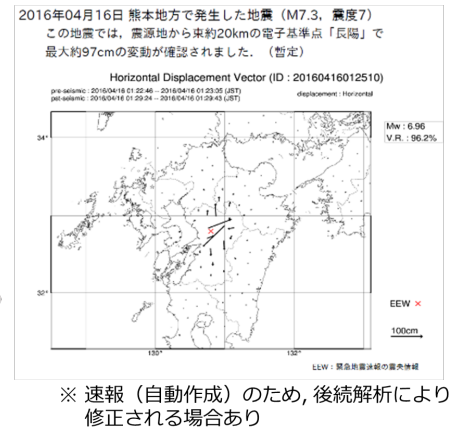 2016年04月16日 熊本地方で発生した地震（M7.3，震度7）
この地震では，震源地から東約20kmの電子基準点「長陽」で
最大約97cmの変動が確認されました．（暫定）
Horizontal Displacement Vector (ID : 20160416012510)
pre-seismic : 2016/04/16 01:22:46 -- 2016/04/16 01:23:05 (JST)
pst-seismic : 2016/04/16 01:29:24 -- 2016/04/16 01:29:43 (JST)
displacement : Horizontal
Mw : 6.96
V.R. : 96.2%
34°
32°
EEW ×
100cm
130°
132°
EEW：緊急地震速報の震央情報
※ 速報（自動作成）のため, 後続解析により
修正される場合あり